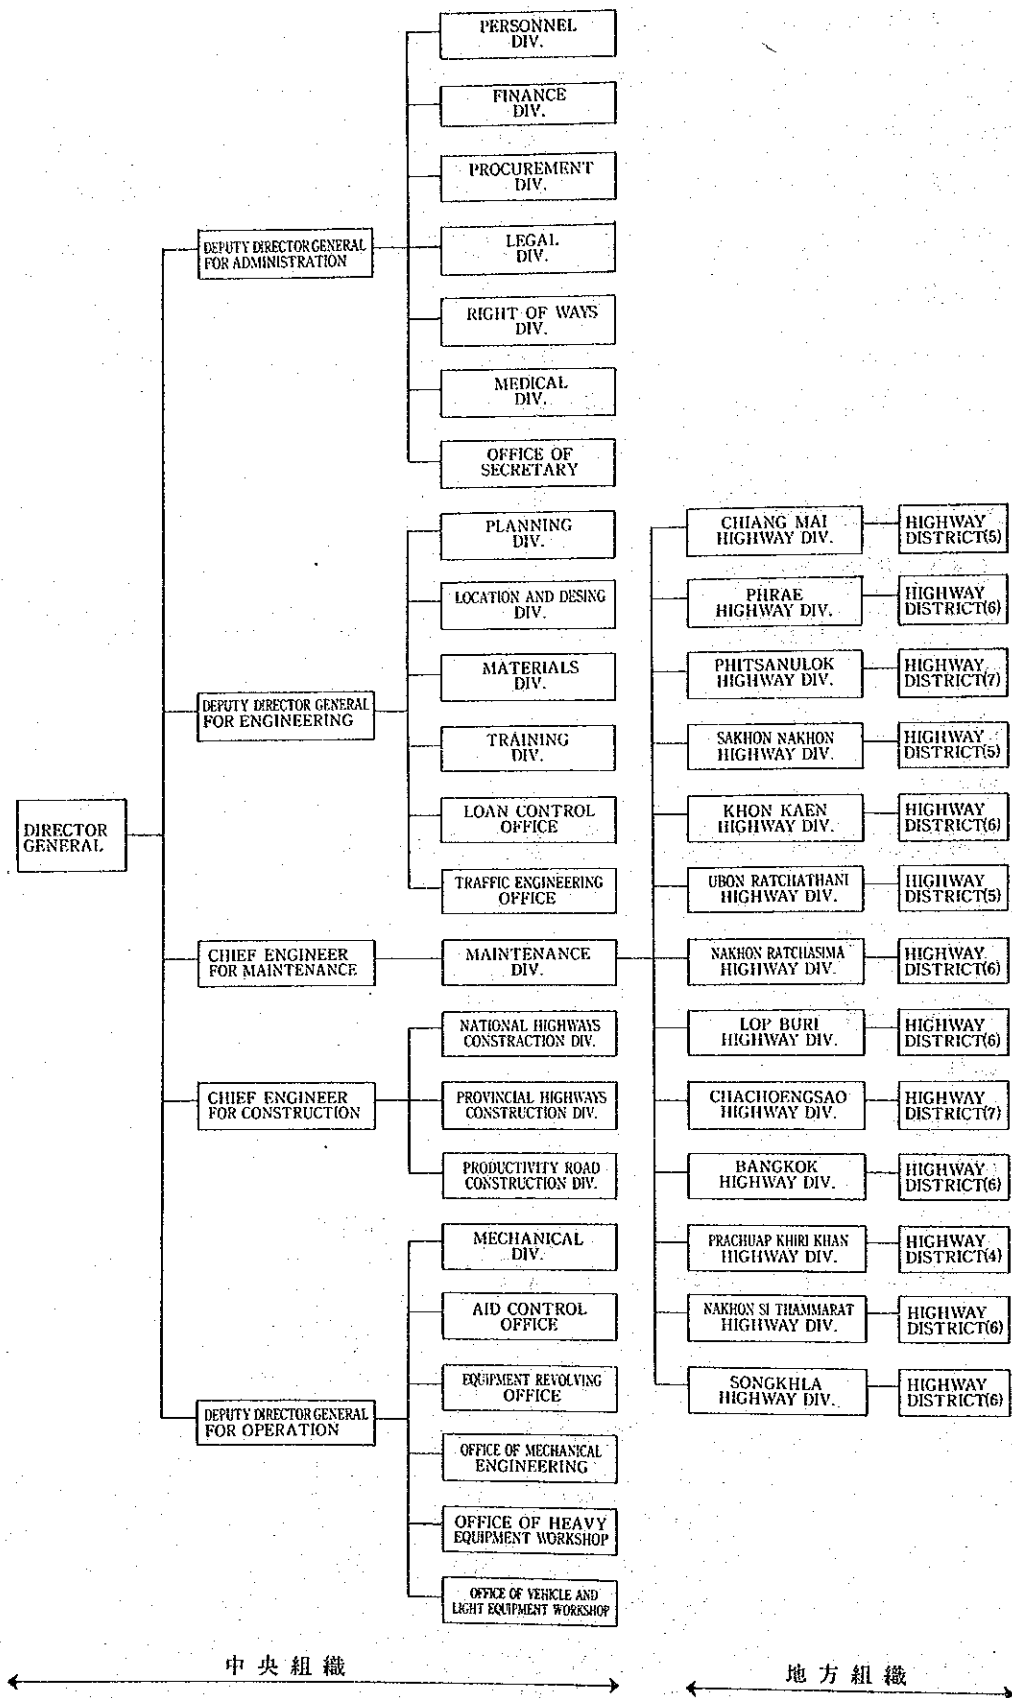 PERSONNEL
DIV.
FINANCE
DIV.
PROCUREMENT
DIV.
LEGAL
DIV.
RIGHT OF WAYS
DIV.
MEDICAL
DIV.
OFFICE OF
SECRETARY
DEPUTY DIRECTOR GENERAL
FOR ADMINISTRATION
PLANNING
DIV.
LOCATION AND DESING
DIV.
MATERIALS
DIV.
TRAINING
DIV.
LOAN CONTROL
OFFICE
TRAFFIC ENGINEERING
OFFICE
DEPUTY DIRECTOR GENERAL
FOR ENGINEERING
DIRECTOR
GENERAL
CHIEF ENGINEER
FOR MAINTENANCE
MAINTENANCE
DIV.
CHIEF ENGINEER
FOR CONSTRUCTION
NATIONAL HIGHWAYS
CONSTRACTION DIV.
PROVINCIAL HIGHWAYS
CONSTRUCTION DIV.
PRODUCTIVITY ROAD
CONSTRUCTION DIV.
DEPUTY DIRECTOR GENERAL
FOR OPERATION
MECHANICAL
DIV.
AID CONTROL
OFFICE
EQUIPMENT REVOLVING
OFFICE
OFFICE OF MECHANICAL
ENGINEERING
OFFICE OF HEAVY
EQUIPMENT WORKSHOP
OFFICE OF VEHICLE AND
LIGHT EQUIPMENT WORKSHOP
CHIANG MAI
HIGHWAY DIV.
HIGHWAY
DISTRICT(5)
PHRAE
HIGHWAY DIV.
HIGHWAY
DISTRICT(6)
PHITSANULOK
HIGHWAY DIV.
HIGHWAY
DISTRICT(7)
SAKHON NAKHON
HIGHWAY DIV.
HIGHWAY
DISTRICT(5)
KHON KAEN
HIGHWAY DIV.
HIGHWAY
DISTRICT(6)
UBON RATCHATHANI
HIGHWAY DIV.
HIGHWAY
DISTRICT(5)
NAKHON RATCHASIMA
HIGHWAY DIV.
HIGHWAY
DISTRICT(6)
LOP BURI
HIGHWAY DIV.
HIGHWAY
DISTRICT(6)
CHACHOENGSAO
HIGHWAY DIV.
HIGHWAY
DISTRICT(7)
BANGKOK
HIGHWAY DIV.
HIGHWAY
DISTRICT(6)
PRACHUAP KHIRI KHAN
HIGHWAY DIV.
HIGHWAY
DISTRICT(4)
NAKHON SI THAMMARAT
HIGHWAY DIV.
HIGHWAY
DISTRICT(6)
SONGKHLA
HIGHWAY DIV.
HIGHWAY
DISTRICT(6)
中央組織
地方組織